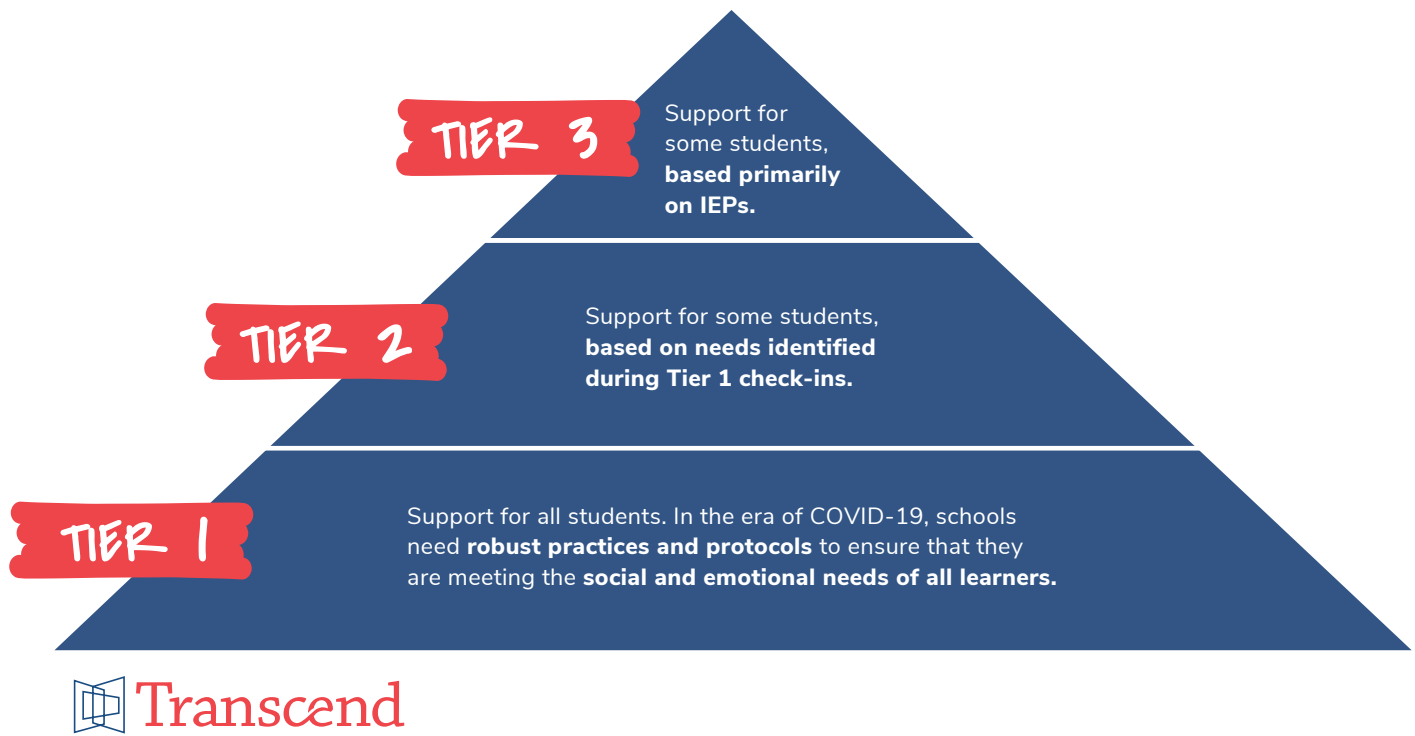 TIER 3
Support for
some students,
based primarily
on IEPs.
TIER 2
Support for some students,
based on needs identified
during Tier 1 check-ins.
TIER 1
Support for all students. In the era of COVID-19, schools
need robust practices and protocols to ensure that they
are meeting the social and emotional needs of all learners.
Transcend